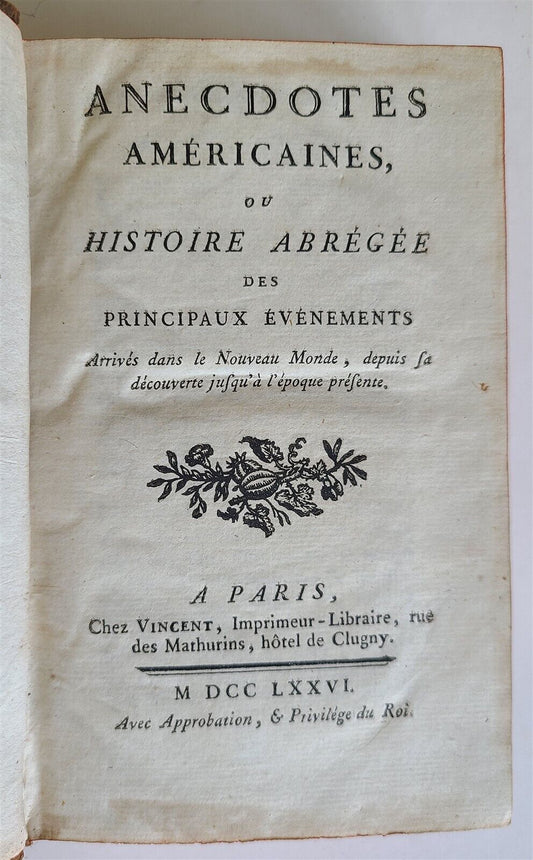 ANECDOTES
AMÉRICAINES,
OU
HISTOIRE ABRÉGÉE
DES
PRINCIPAUX ÉVÉNEMENTS
Arrivés dans le Nouveau Monde, depuis ſa
découverte juſqu'à l'époque préſente.
A PARIS,
Chez VINCENT, Imprimeur-Libraire, rue
des Mathurins, hôtel de Clugny.
M DCC LXXVI.
Avec Approbation, & Privilége du Roi.